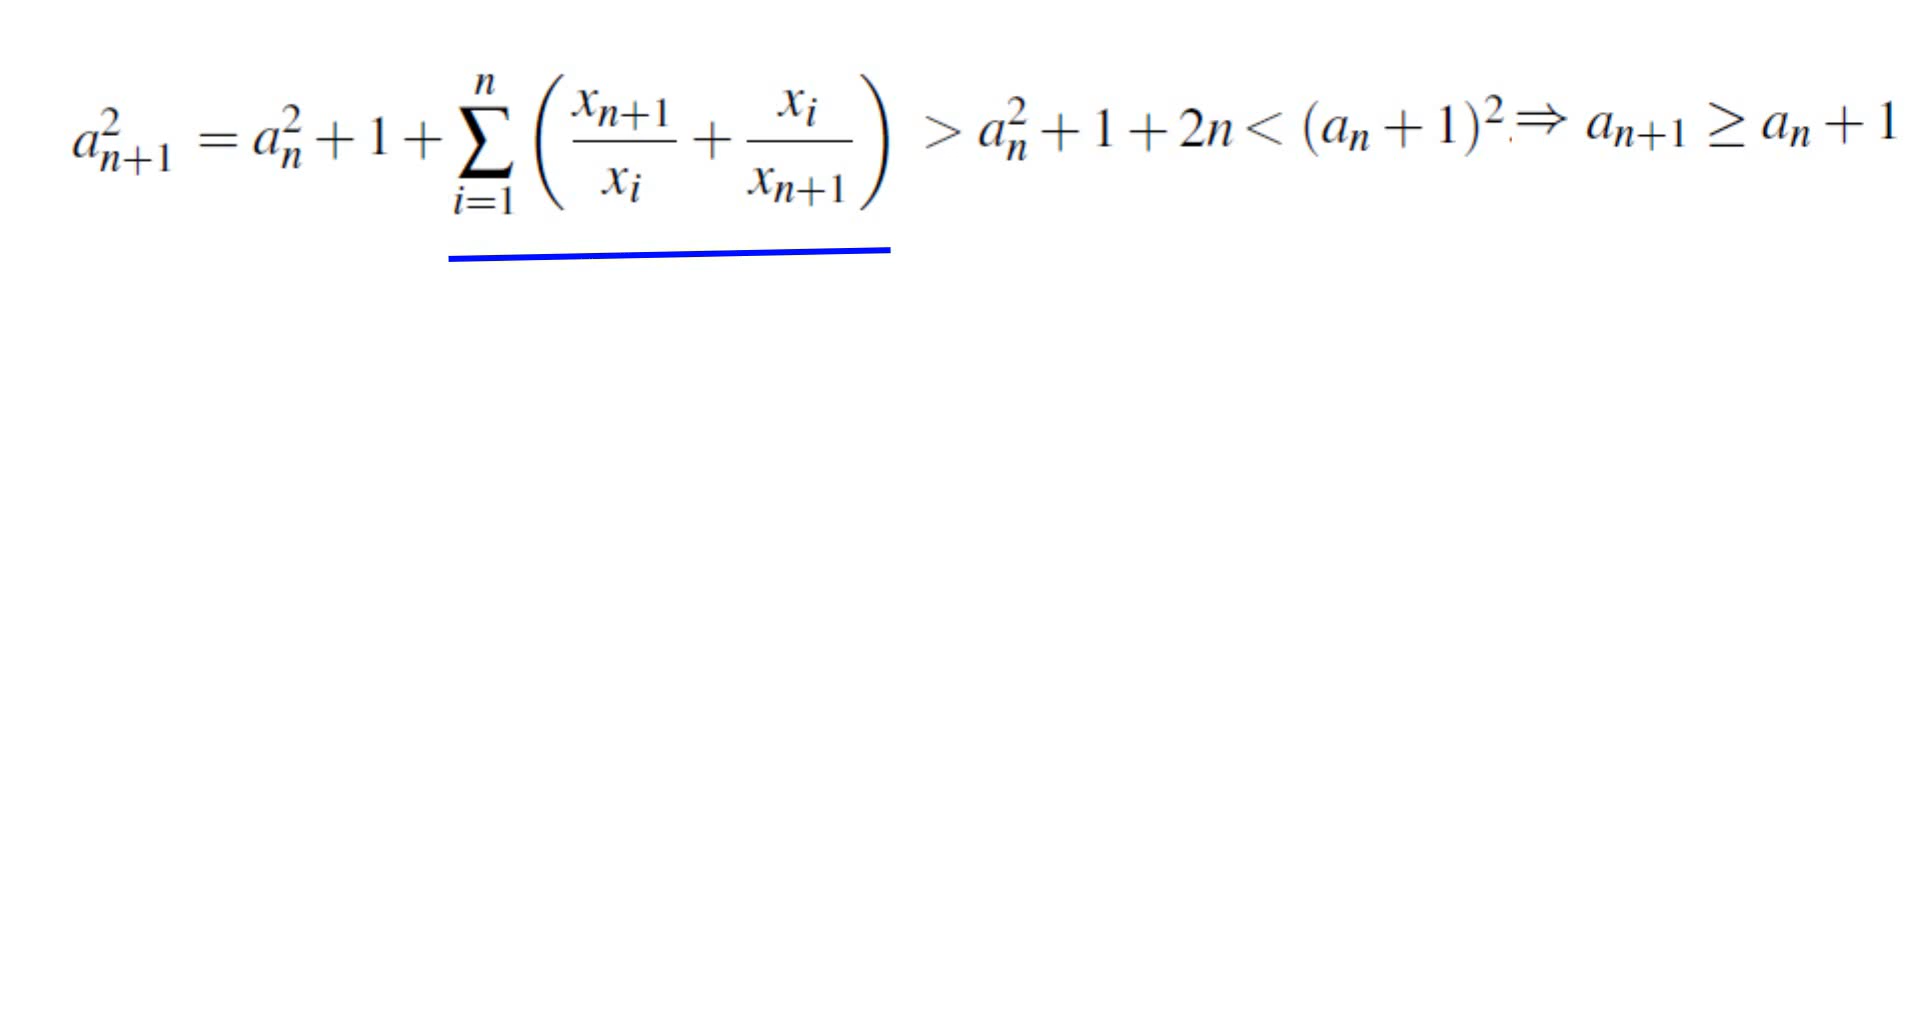 $a_{n+1}^2 = a_n^2 + 1 + \sum_{i=1}^{n} \left( \frac{x_{n+1}}{x_i} + \frac{x_i}{x_{n+1}} \right) > a_n^2 + 1 + 2n < (a_n + 1)^2. \Rightarrow a_{n+1} \geq a_n + 1$